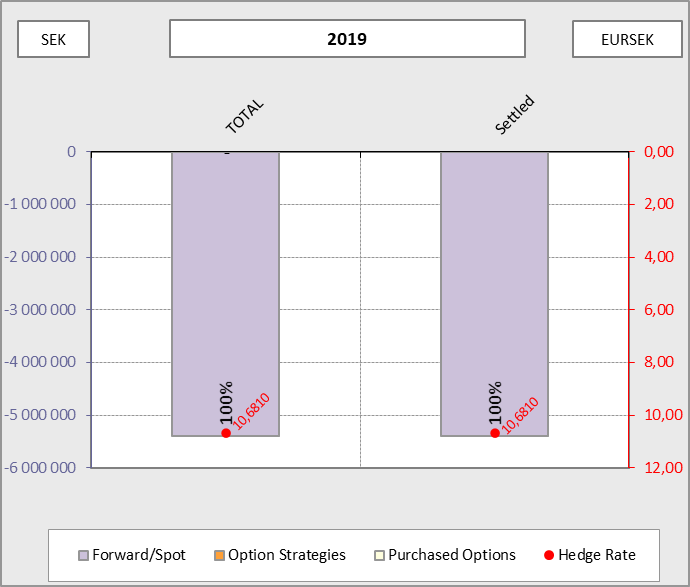 SEK 2019 EURSEK
TOTAL Settled
0 0,00
-1 000 000 2,00
-2 000 000 4,00
-3 000 000 6,00
-4 000 000 8,00
100% 10,6810 100% 10,6810
-5 000 000 10,00
-6 000 000 12,00
Forward/Spot Option Strategies Purchased Options Hedge Rate